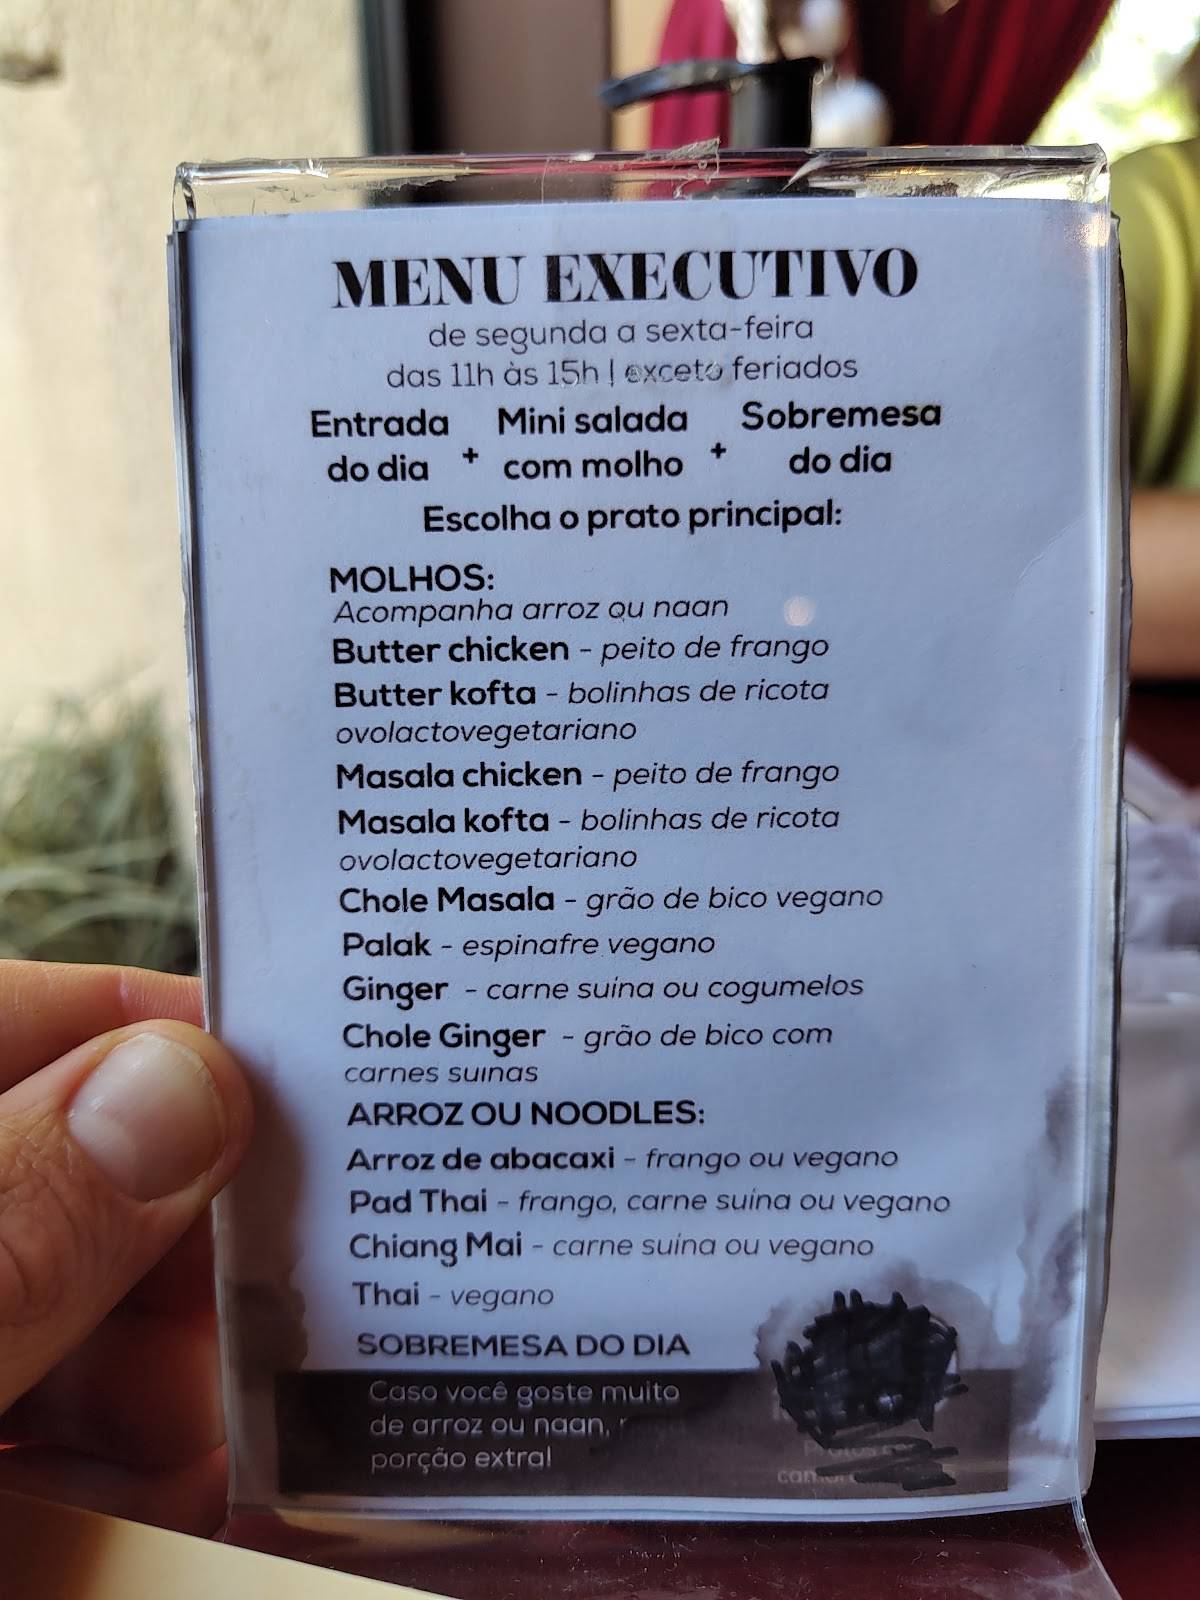 MENU EXECUTIVO
de segunda a sexta-feira
das 11h às 15h | exceto feriados
Entrada do dia + Mini salada com molho + Sobremesa do dia
Escolha o prato principal:
MOLHOS:
Acompanha arroz ou naan
Butter chicken - peito de frango
Butter kofta - bolinhas de ricota
ovolactovegetariano
Masala chicken - peito de frango
Masala kofta - bolinhas de ricota
ovolactovegetariano
Chole Masala - grão de bico vegano
Palak - espinafre vegano
Ginger - carne suína ou cogumelos
Chole Ginger - grão de bico com
carnes suínas
ARROZ OU NOODLES:
Arroz de abacaxi - frango ou vegano
Pad Thai - frango, carne suína ou vegano
Chiang Mai - carne suína ou vegano
Thai - vegano
SOBREMESA DO DIA
Caso você goste muito
de arroz ou naan,
porção extra!